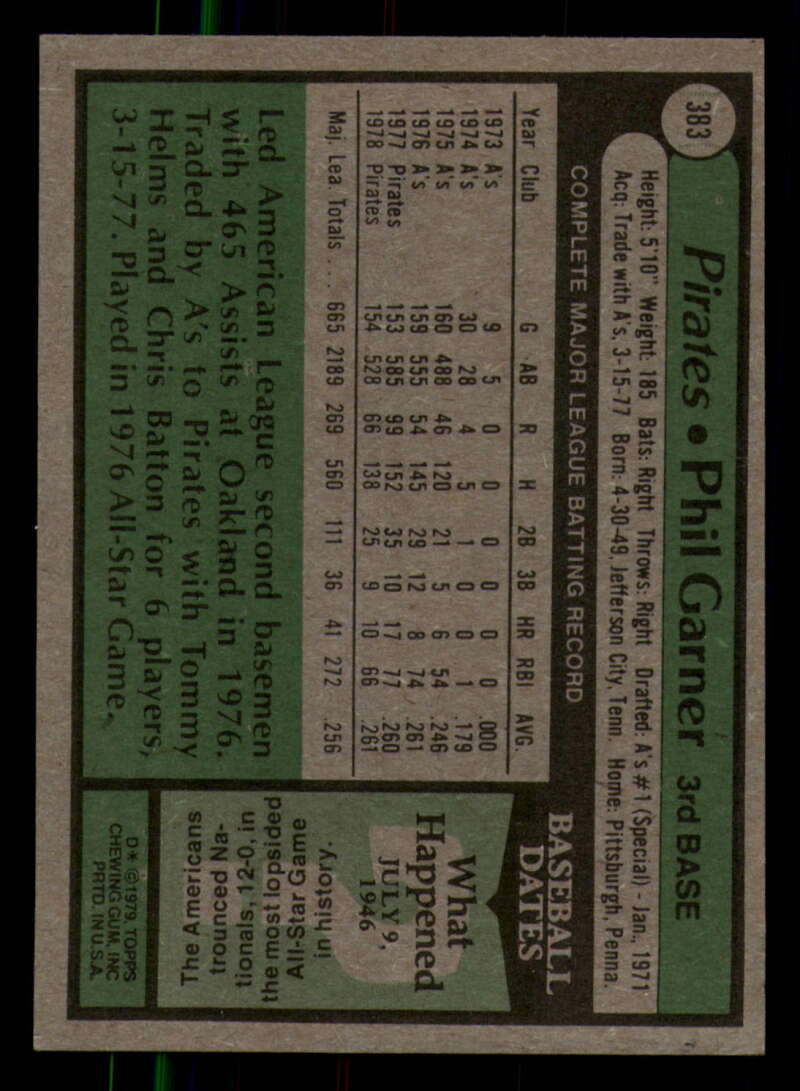 383
Pirates • Phil Garner 3rd BASE
Height: 5'10" Weight: 185 Bats: Right Throws: Right Drafted: A's #1 (Special) - Jan., 1971
Acq: Trade with A's, 3-15-77 Born: 4-30-49, Jefferson City, Tenn. Home: Pittsburgh, Penna.
COMPLETE MAJOR LEAGUE BATTING RECORD
Year Club G AB R H 2B 3B HR RBI AVG.
1973 A's 9 5 0 0 0 0 0 0 .000
1974 A's 30 28 4 5 1 0 0 1 .179
1975 A's 160 488 46 120 21 5 6 54 .246
1976 A's 159 555 54 145 29 12 8 74 .261
1977 Pirates 153 585 99 152 35 10 17 77 .260
1978 Pirates 154 528 66 138 25 9 10 66 .261
Maj. Lea. Totals . . . 665 2189 269 560 111 36 41 272 .256
Led American League second basemen
with 465 Assists at Oakland in 1976.
Traded by A's to Pirates with Tommy
Helms and Chris Batton for 6 players,
3-15-77. Played in 1976 All-Star Game.
BASEBALL
DATES
What
Happened
JULY 9,
1946
The Americans
trounced Na-
tionals, 12-0, in
the most lopsided
All-Star Game
in history.
D* ©1979, TOPPS
CHEWING GUM, INC
PRTD. IN U.S.A.